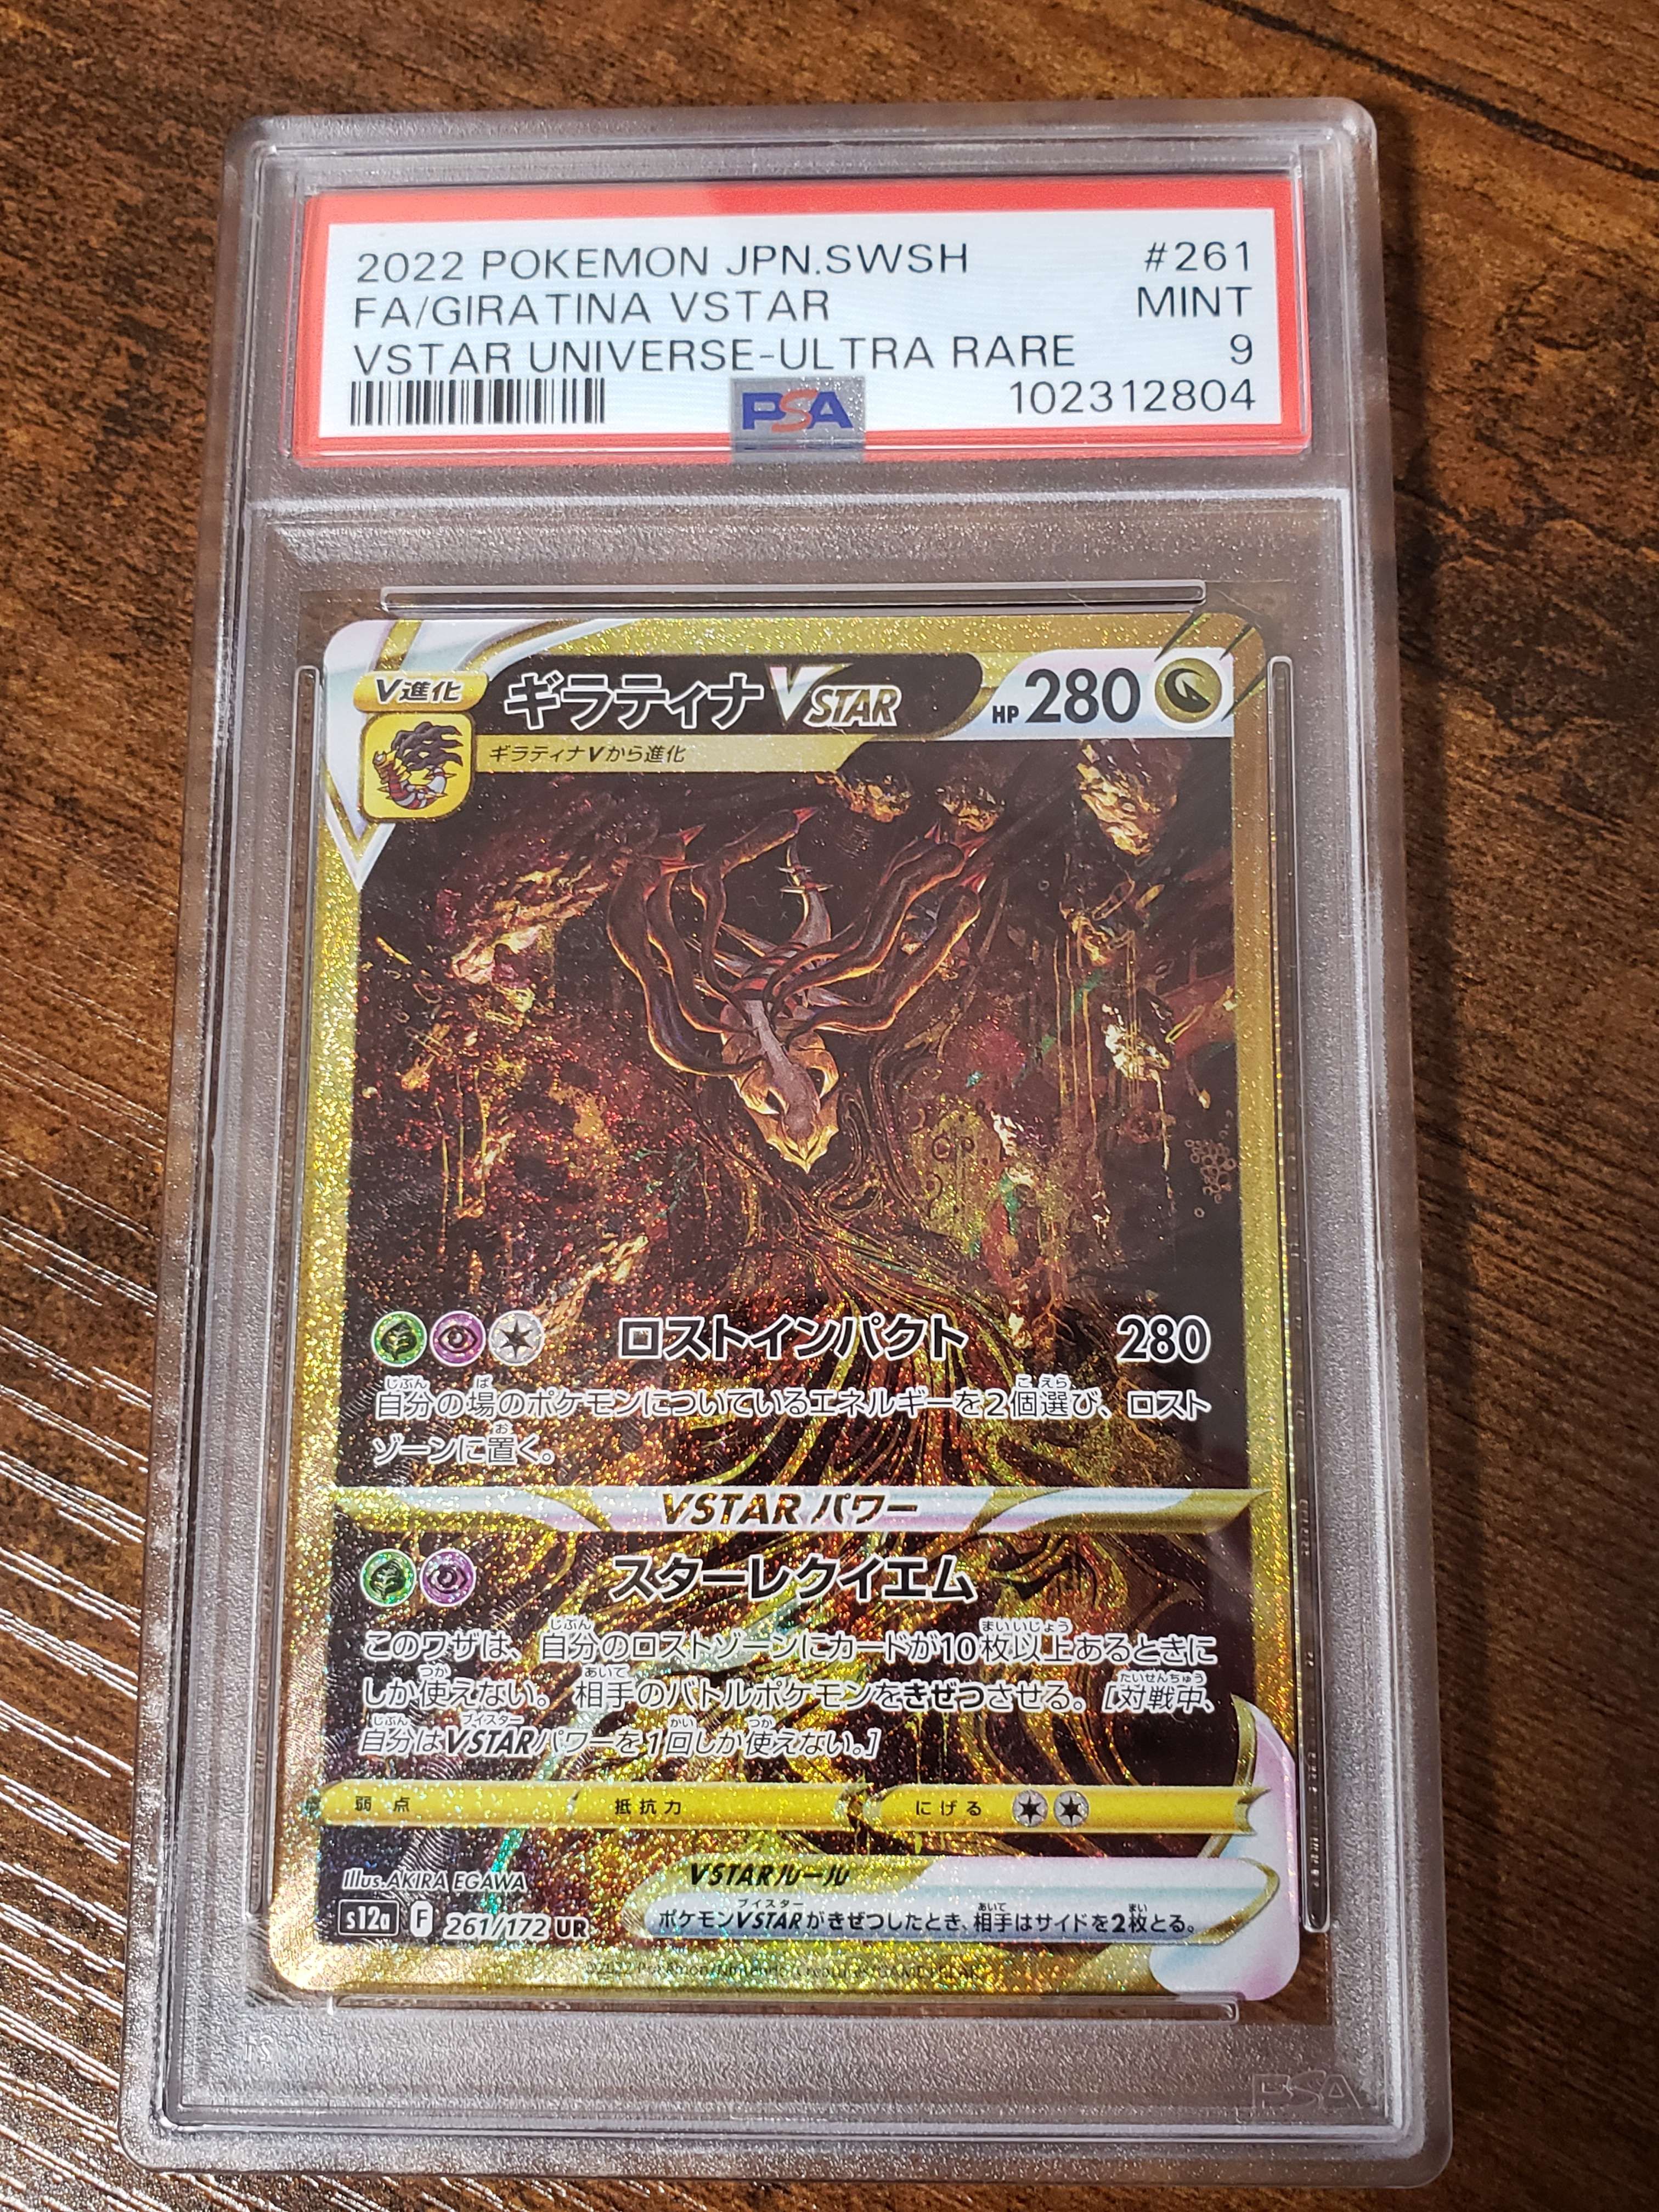 2022 POKEMON JPN.SWSH #261
FA/GIRATINA VSTAR MINT
VSTAR UNIVERSE-ULTRA RARE 9
PSA 102312804
V進化 ギラティナVSTAR HP 280
ギラティナVから進化
ロストインパクト 280
自分の場のポケモンについているエネルギーを2個選び、ロスト
ゾーンに置く。
VSTARパワー
スターレクイエム
このワザは、自分のロストゾーンにカードが10枚以上あるときに
しか使えない。相手のバトルポケモンをきぜつさせる。[対戦中、
自分はVSTARパワーを1回しか使えない。]
弱点 抵抗力 にげる
Illus.AKIRA EGAWA
VSTARルール
s12a F 261/172 UR
ポケモンVSTARがきぜつしたとき、相手はサイドを2枚とる。
©2022 Pokémon/Nintendo/Creatures/GAME FREAK
PSA